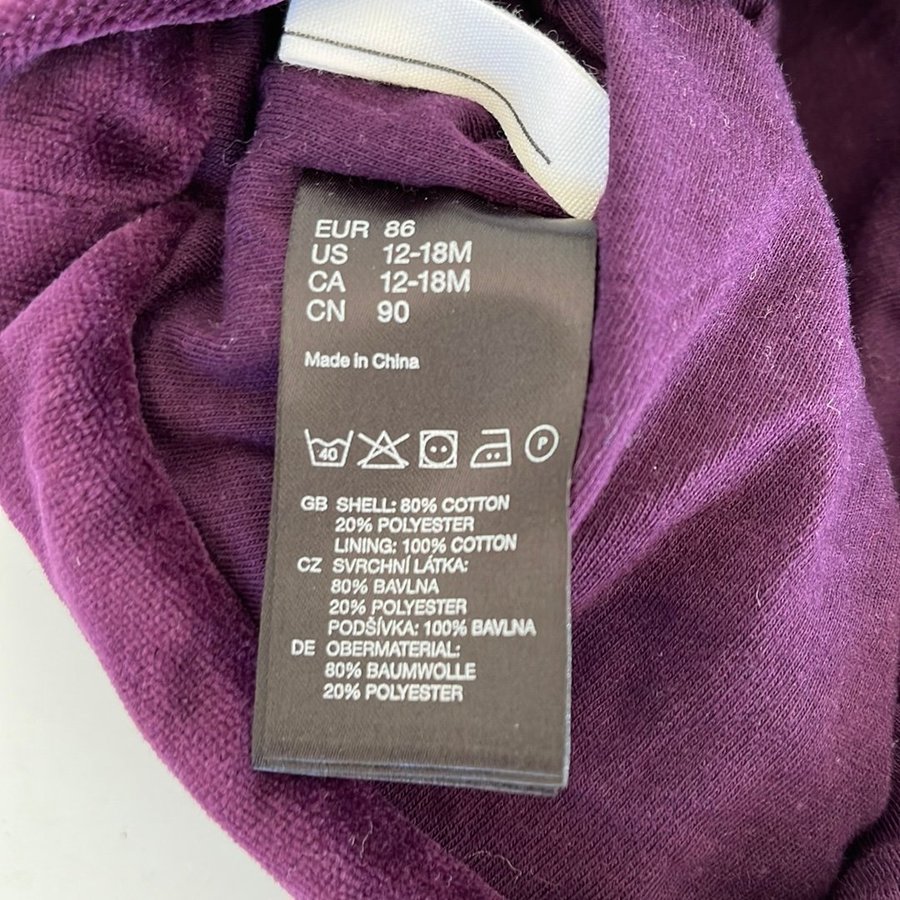 EUR 86
US 12-18M
CA 12-18M
CN 90
Made in China
40 P
GB SHELL: 80% COTTON
20% POLYESTER
LINING: 100% COTTON
CZ SVRCHNÍ LÁTKA:
80% BAVLNA
20% POLYESTER
PODŠÍVKA: 100% BAVLNA
DE OBERMATERIAL:
80% BAUMWOLLE
20% POLYESTER